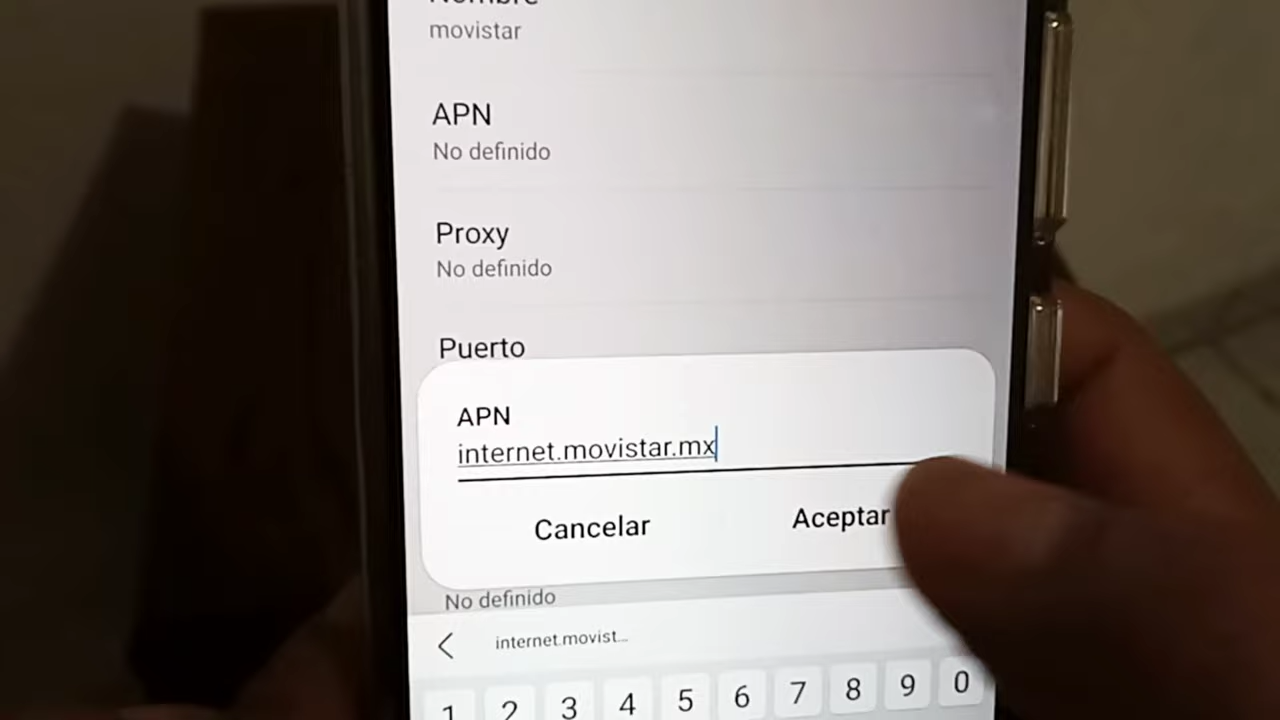 Nombre
movistar
APN
No definido
Proxy
No definido
Puerto
APN
internet.movistar.mx
Cancelar
Aceptar
No definido
internet.movist...
1 2 3 4 5 6 7 8 9 0